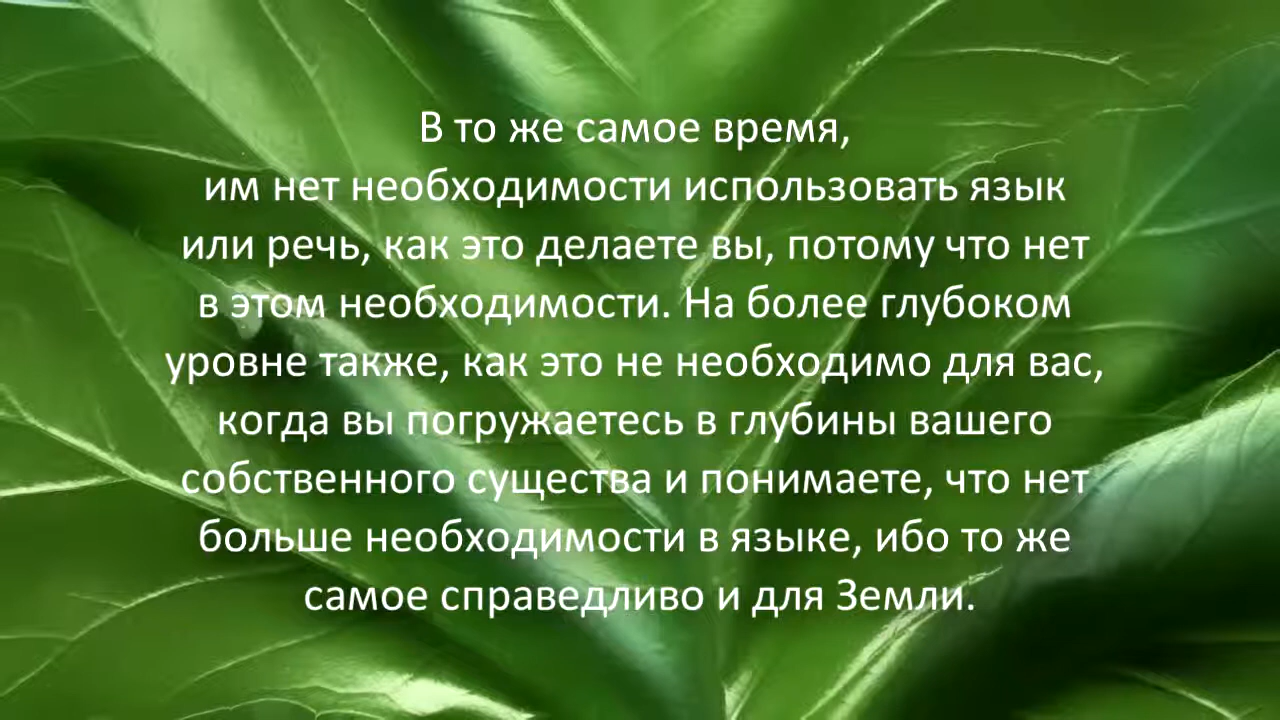 В то же самое время,
им нет необходимости использовать язык
или речь, как это делаете вы, потому что нет
в этом необходимости. На более глубоком
уровне также, как это не необходимо для вас,
когда вы погружаетесь в глубины вашего
собственного существа и понимаете, что нет
больше необходимости в языке, ибо то же
самое справедливо и для Земли.